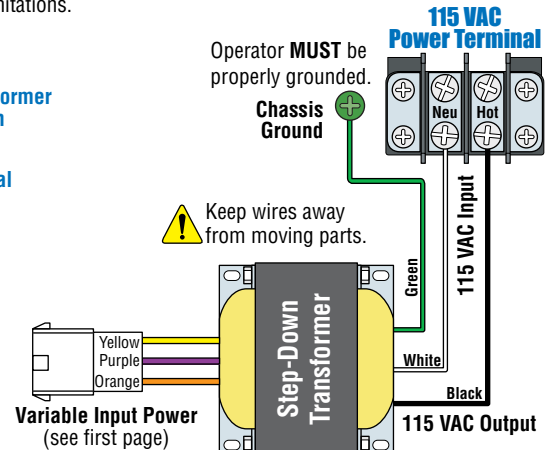 115 VAC
Power Terminal
Operator MUST be
properly grounded.
Chassis
Ground
Neu
Hot
Keep wires away
from moving parts.
Green
115 VAC Input
Step-Down
Transformer
Yellow
Purple
Orange
White
Black
Variable Input Power
(see first page)
115 VAC Output